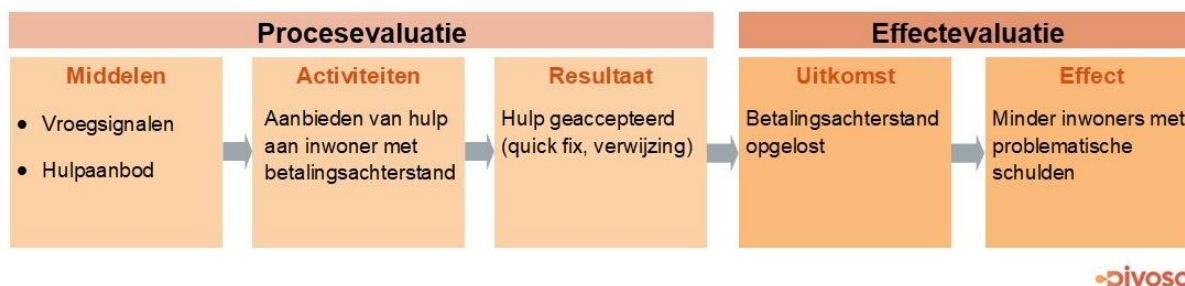 Procesevaluatie
Effectevaluatie
Middelen
• Vroegsignalen
• Hulpaanbod
Activiteiten
Aanbieden van hulp
aan inwoner met
betalingsachterstand
Resultaat
Hulp geaccepteerd
(quick fix, verwijzing)
Uitkomst
Betalingsachterstand
opgelost
Effect
Minder inwoners met
problematische
schulden